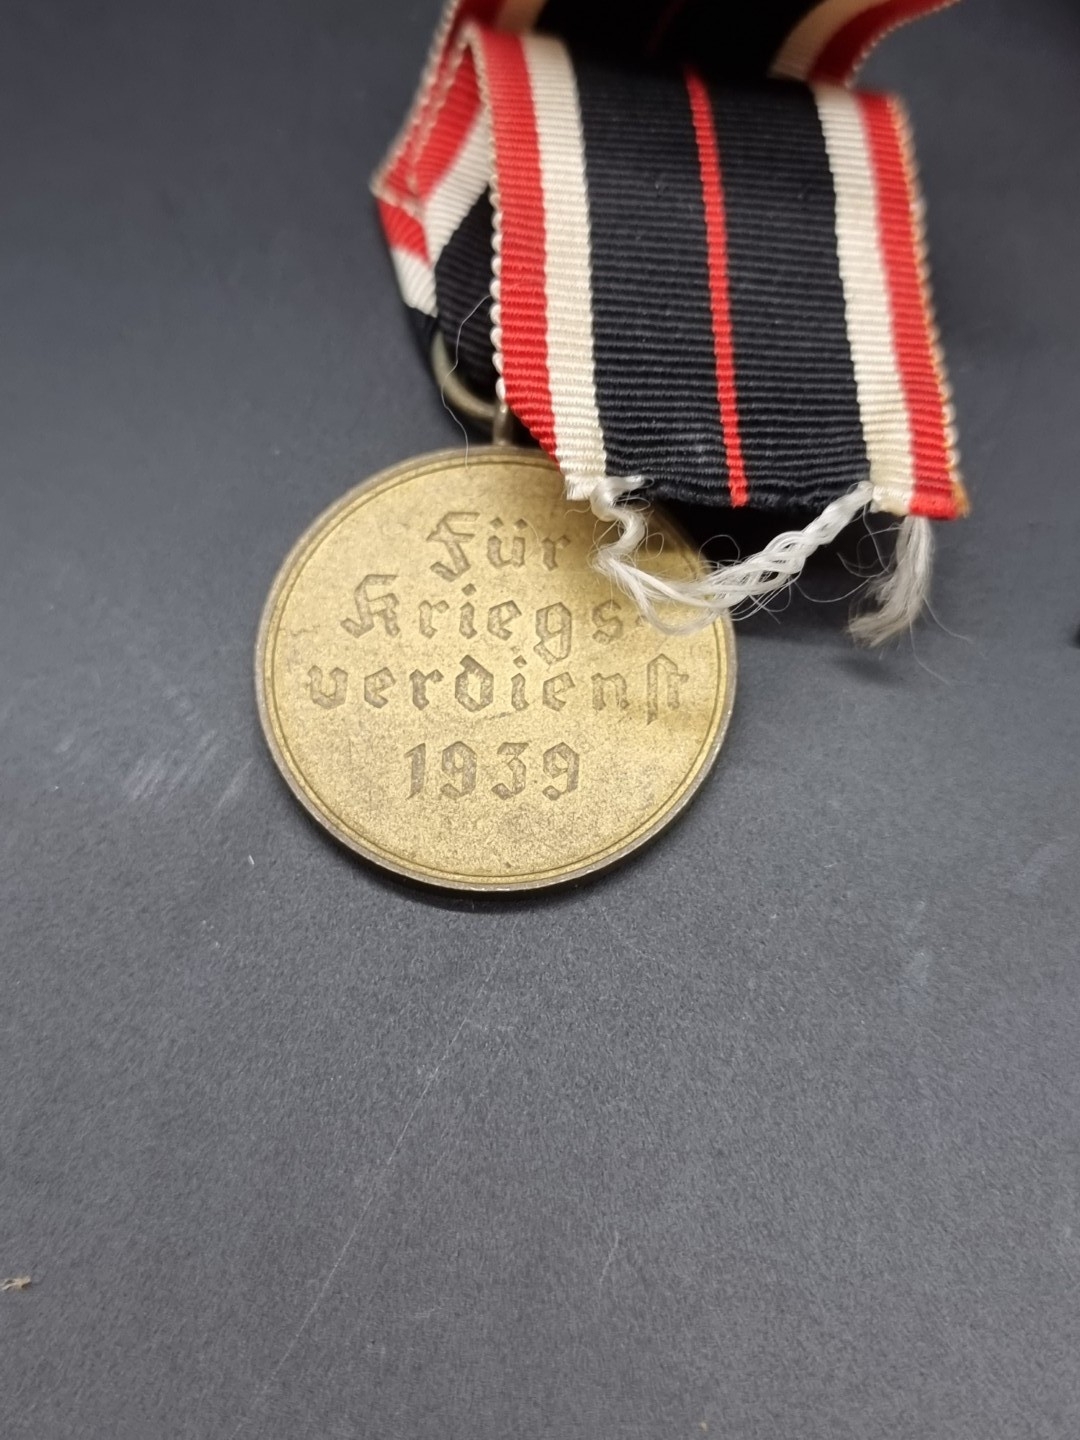 Für
Kriegs-
verdienst
1939